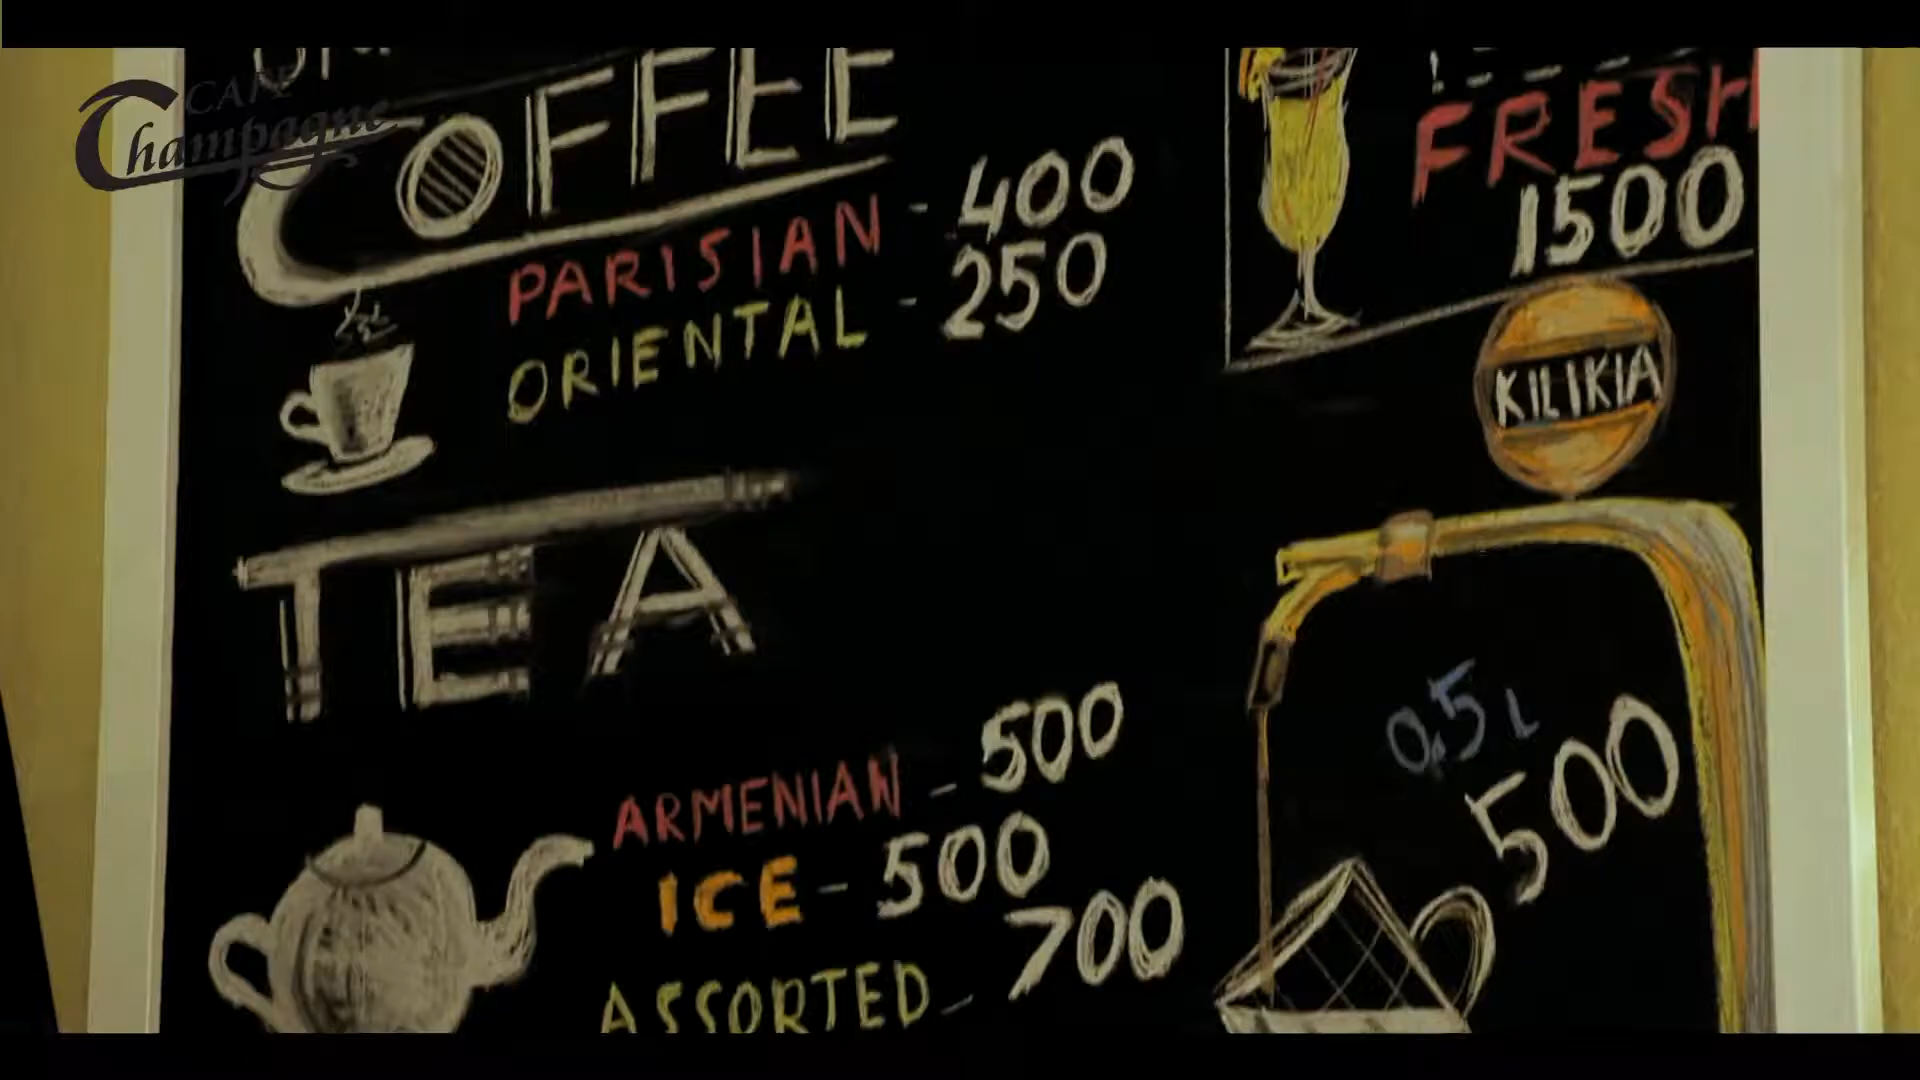 CAFE
Champagne
COFFEE
PARISIAN - 400
ORIENTAL - 250
TEA
ARMENIAN - 500
ICE - 500
ASSORTED - 700
FRESH
1500
KILIKIA
0,5 L
500